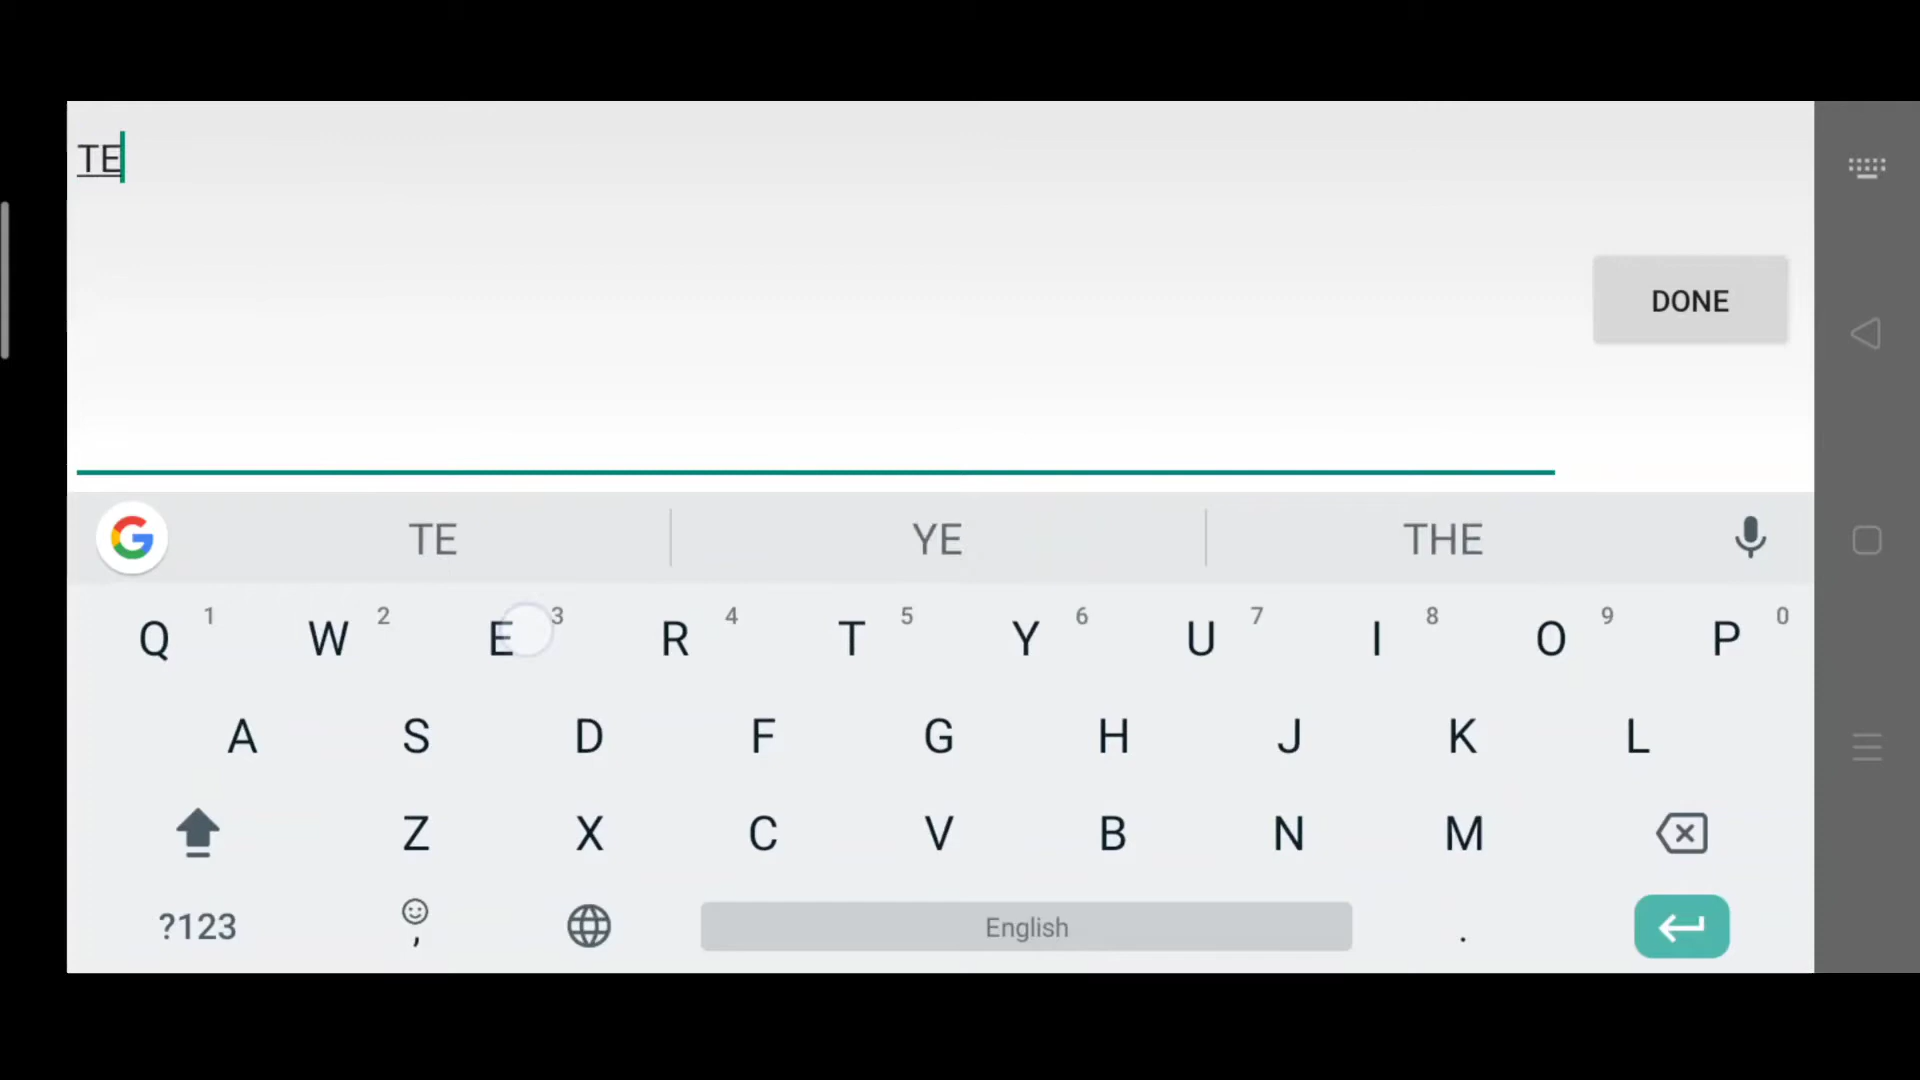 TE
DONE
TE YE THE
Q 1 W 2 E 3 R 4 T 5 Y 6 U 7 I 8 O 9 P 0
A S D F G H J K L
Z X C V B N M
?123 , English .